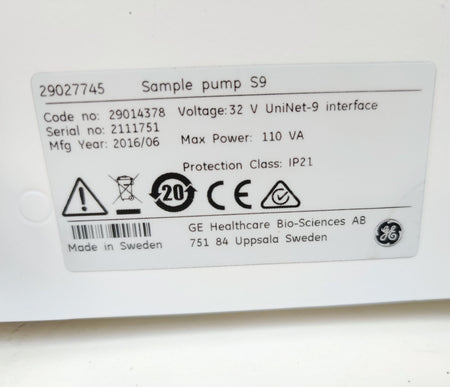 29027745 Sample pump S9
Code no: 29014378 Voltage:32 V UniNet-9 interface
Serial no: 2111751
Mfg Year: 2016/06 Max Power: 110 VA
Protection Class: IP21
20 CE
Made in Sweden
GE Healthcare Bio-Sciences AB
751 84 Uppsala Sweden
GE